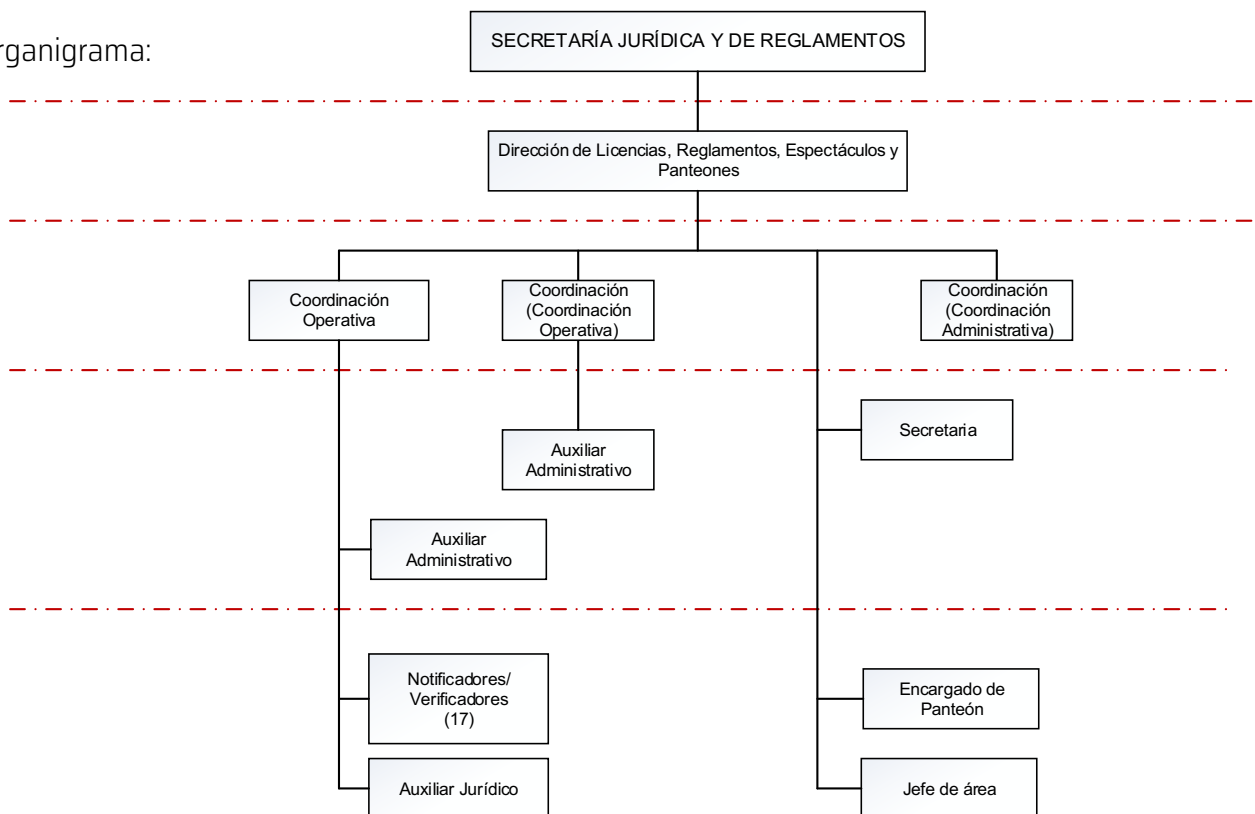 rganigrama:
SECRETARÍA JURÍDICA Y DE REGLAMENTOS
Dirección de Licencias, Reglamentos, Espectáculos y
Panteones
Coordinación
Operativa
Coordinación
(Coordinación
Operativa)
Coordinación
(Coordinación
Administrativa)
Secretaria
Auxiliar
Administrativo
Auxiliar
Administrativo
Notificadores/
Verificadores
(17)
Encargado de
Panteón
Auxiliar Jurídico
Jefe de área